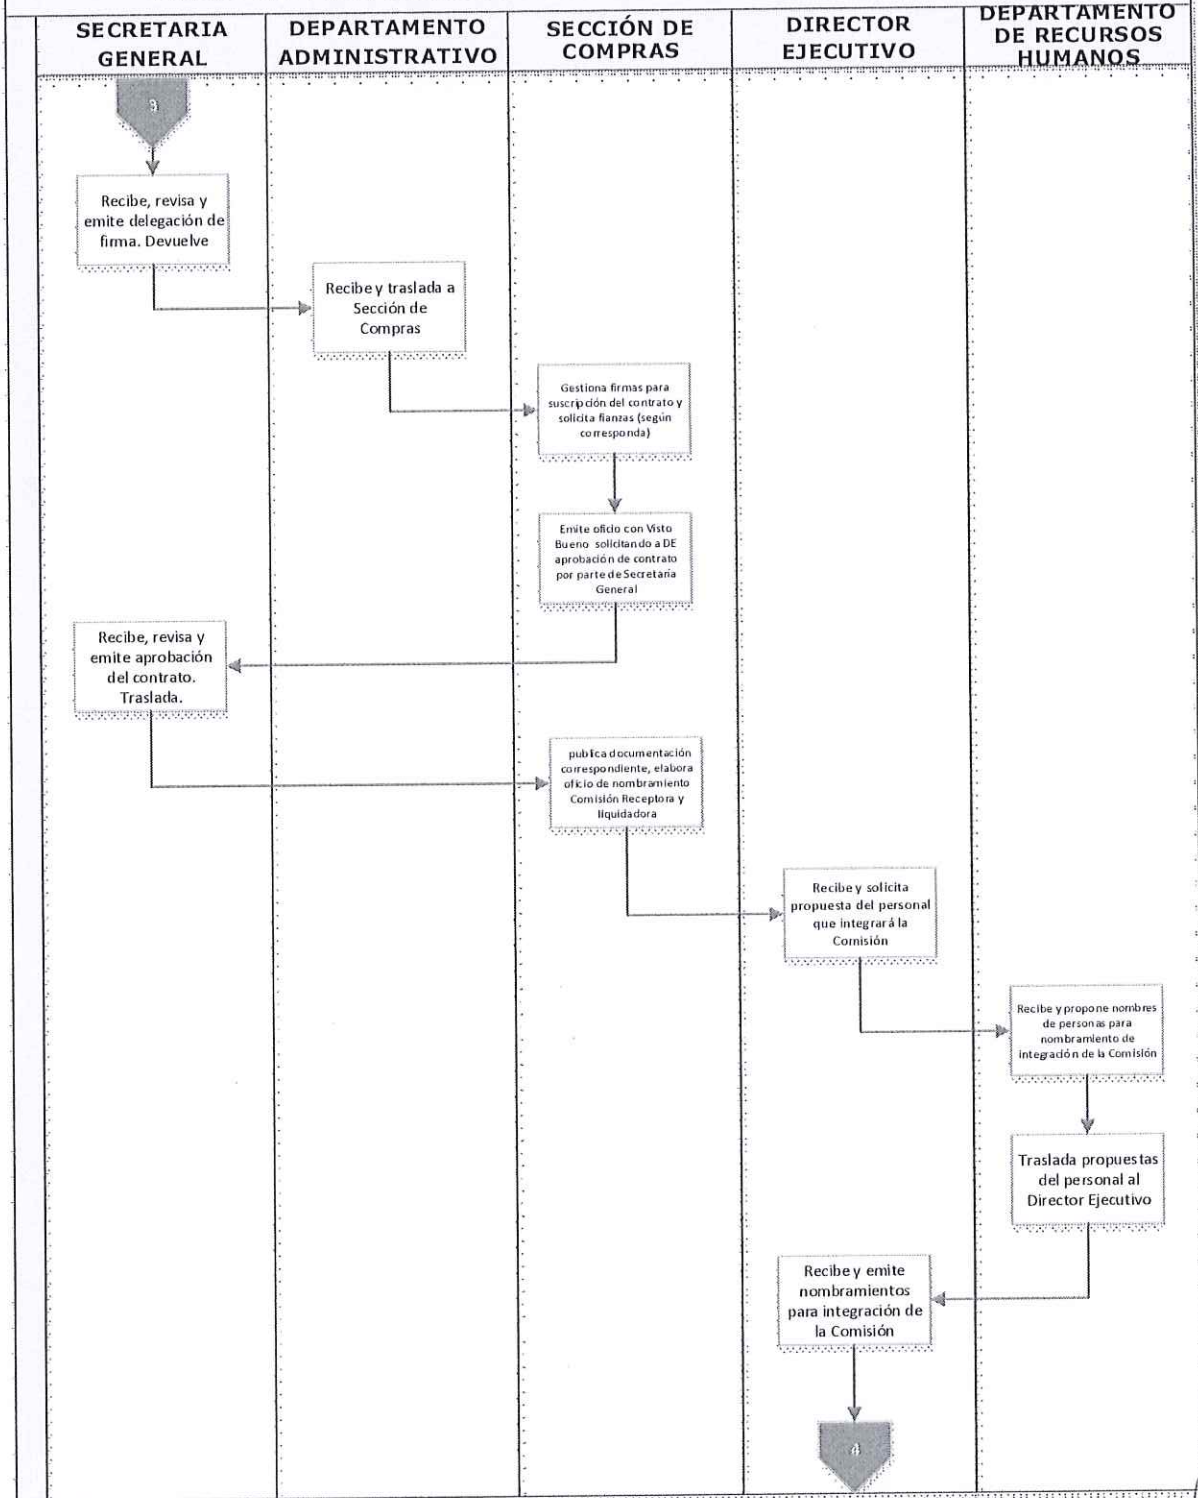 SECRETARIA
GENERAL
DEPARTAMENTO
ADMINISTRATIVO
SECCIÓN DE
COMPRAS
DIRECTOR
EJECUTIVO
DEPARTAMENTO
DE RECURSOS
HUMANOS
3
Recibe, revisa y
emite delegación de
firma. Devuelve
Recibe y traslada a
Sección de
Compras
Gestiona firmas para
suscripción del contrato y
solicita fianzas (según
corresponda)
Emite oficio con Visto
Bueno solicitando a DE
aprobación de contrato
por parte de Secretaría
General
Recibe, revisa y
emite aprobación
del contrato.
Traslada.
publica documentación
correspondiente, elabora
oficio de nombramiento
Comisión Receptora y
liquidadora
Recibe y solicita
propuesta del personal
que integrará la
Comisión
Recibe y propone nombres
de personas para
nombramiento de
integración de la Comisión
Traslada propuestas
del personal al
Director Ejecutivo
Recibe y emite
nombramientos
para integración de
la Comisión
4